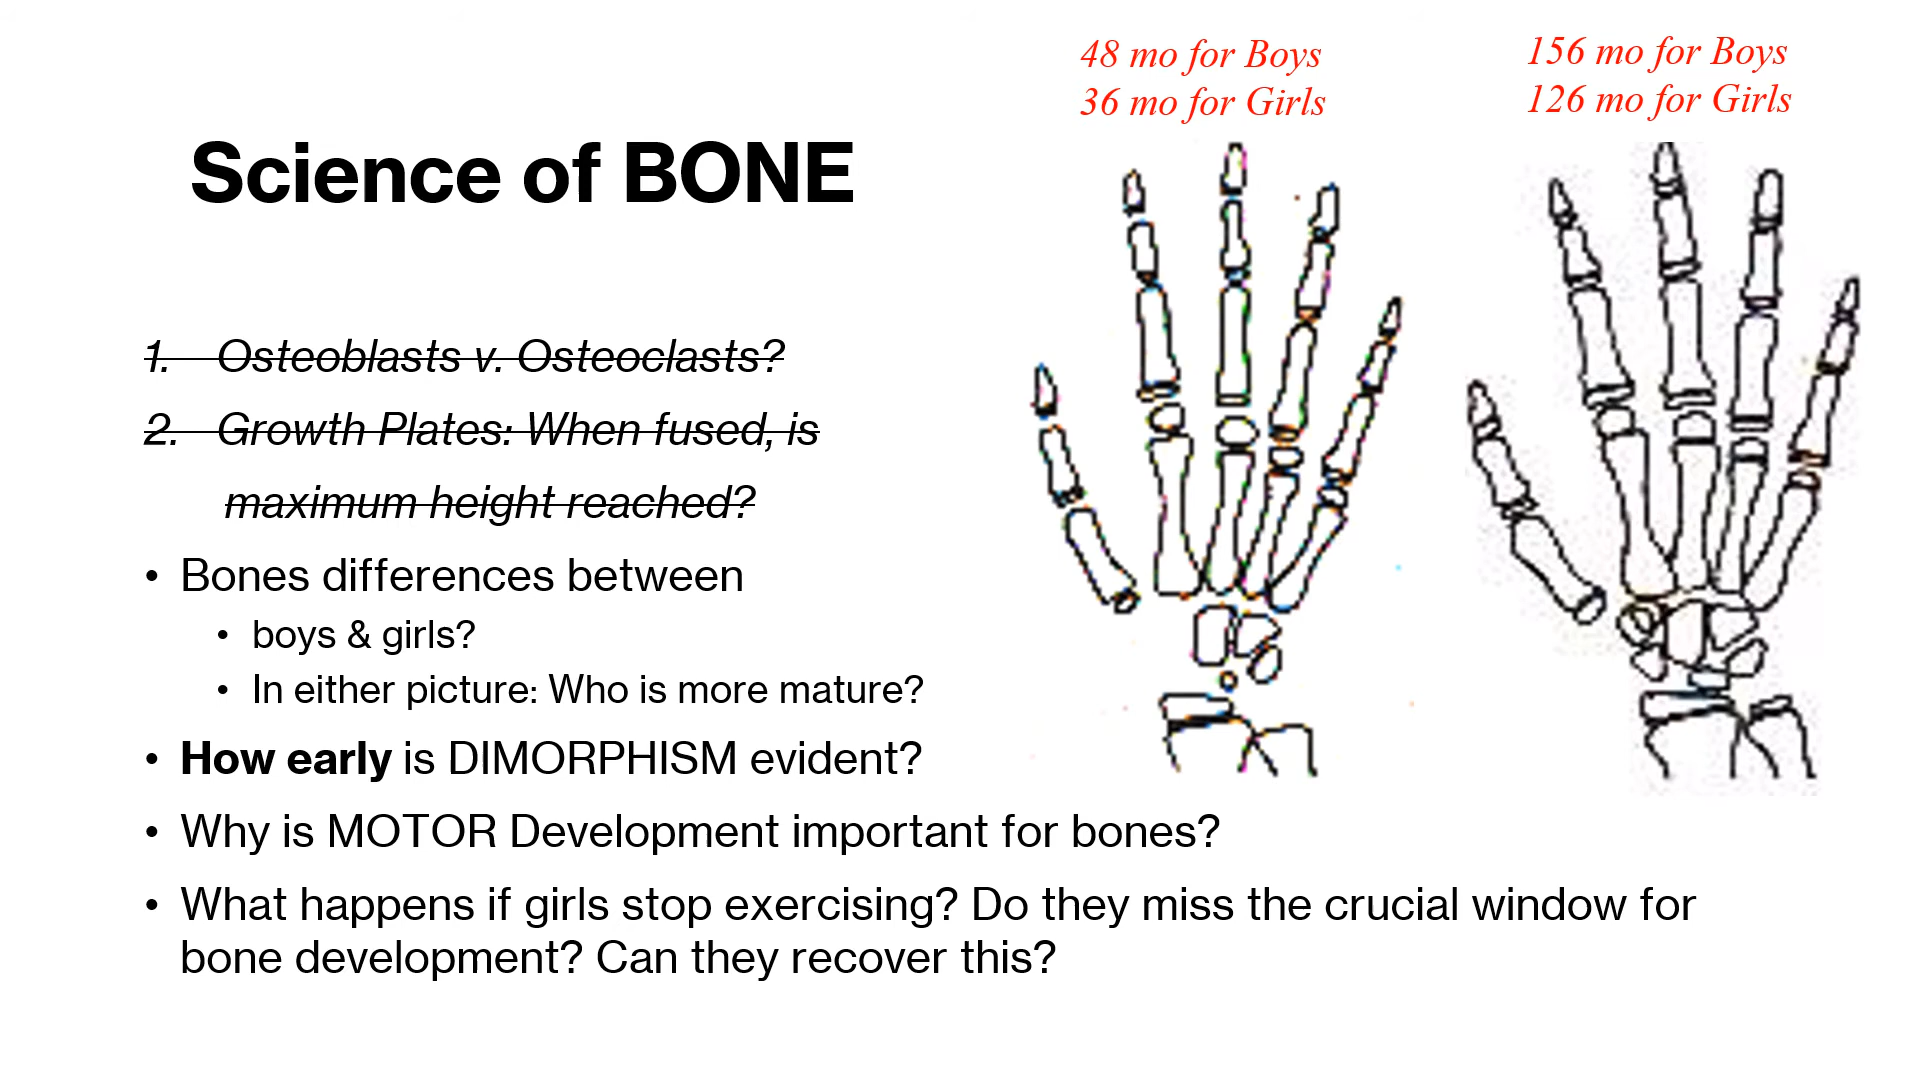 48 mo for Boys
36 mo for Girls
156 mo for Boys
126 mo for Girls
Science of BONE
1. Osteoblasts v. Osteoclasts?
2. Growth Plates: When fused, is
maximum height reached?
• Bones differences between
• boys & girls?
• In either picture: Who is more mature?
• How early is DIMORPHISM evident?
• Why is MOTOR Development important for bones?
• What happens if girls stop exercising? Do they miss the crucial window for
bone development? Can they recover this?